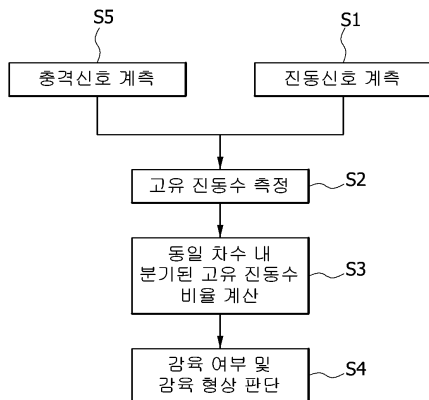 S5
S1
충격신호 계측
진동신호 계측
고유 진동수 측정
S2
동일 차수 내
분기된 고유 진동수
비율 계산
S3
감육 여부 및
감육 형상 판단
S4